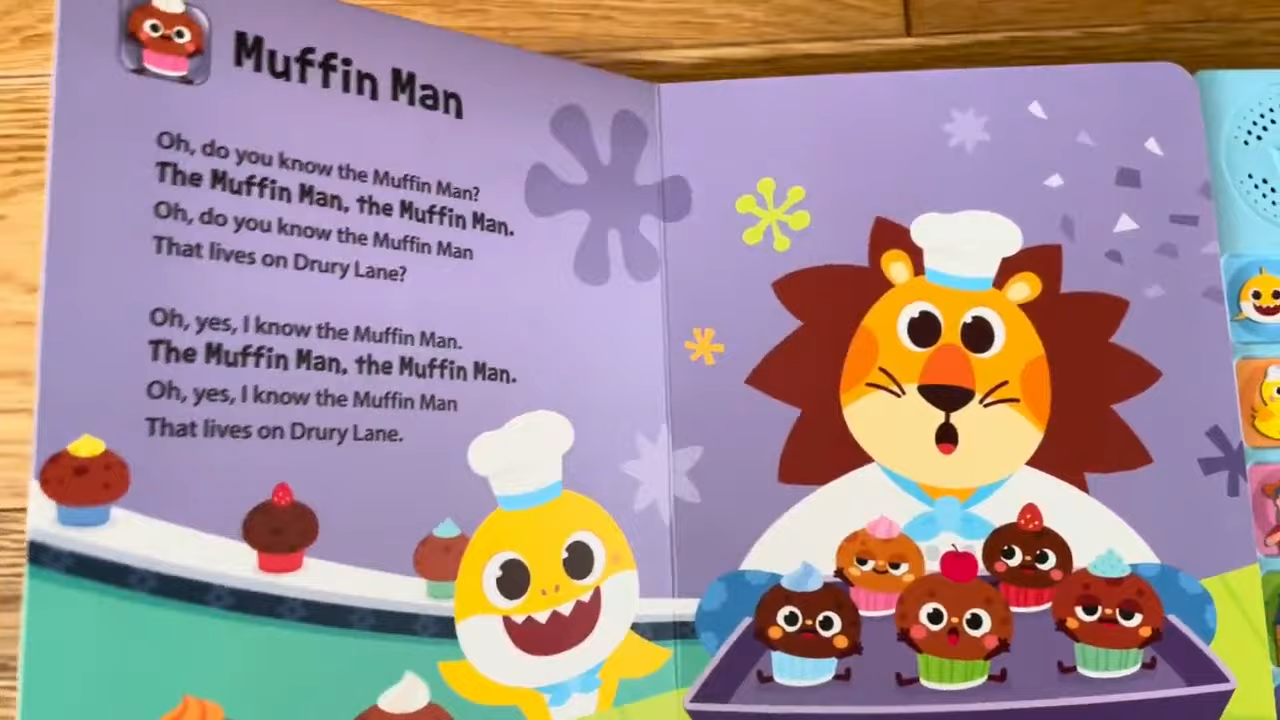 Muffin Man
Oh, do you know the Muffin Man?
The Muffin Man, the Muffin Man.
Oh, do you know the Muffin Man
That lives on Drury Lane?
Oh, yes, I know the Muffin Man.
The Muffin Man, the Muffin Man.
Oh, yes, I know the Muffin Man
That lives on Drury Lane.